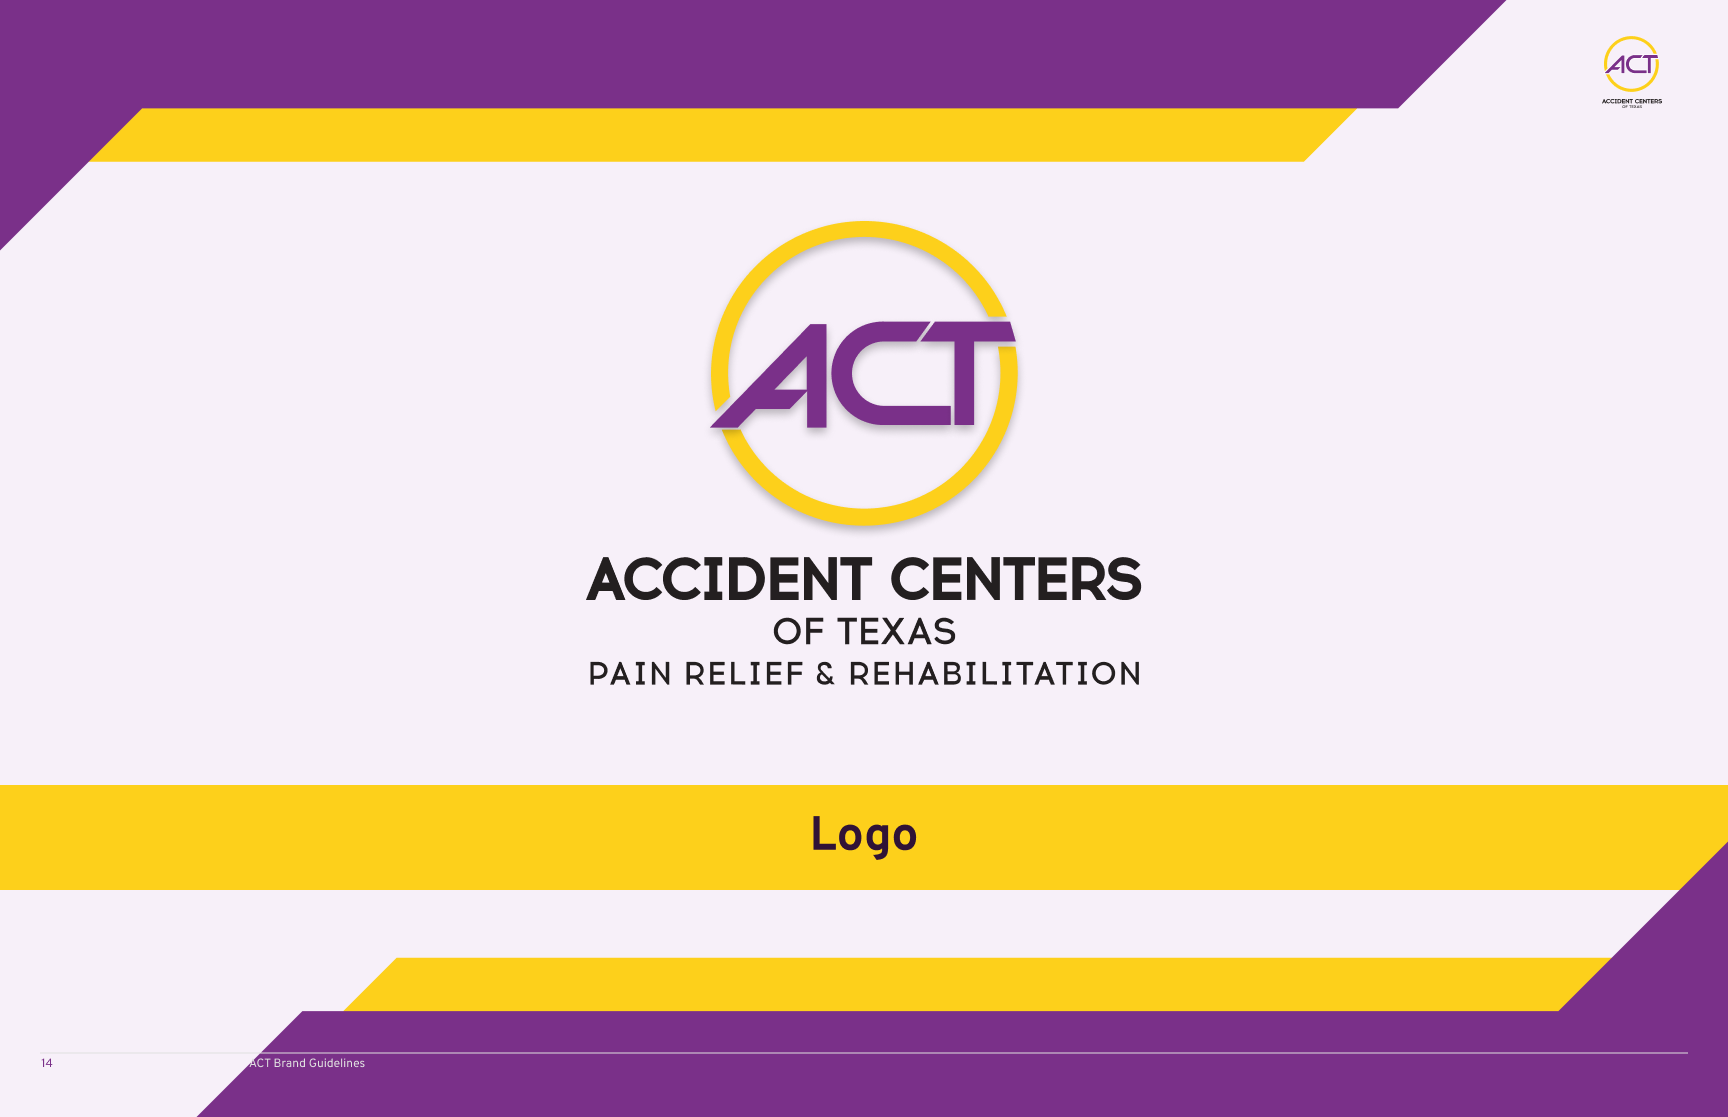 ACT
ACCIDENT CENTERS
OF TEXAS
ACT
ACCIDENT CENTERS
OF TEXAS
PAIN RELIEF & REHABILITATION
Logo
14
ACT Brand Guidelines